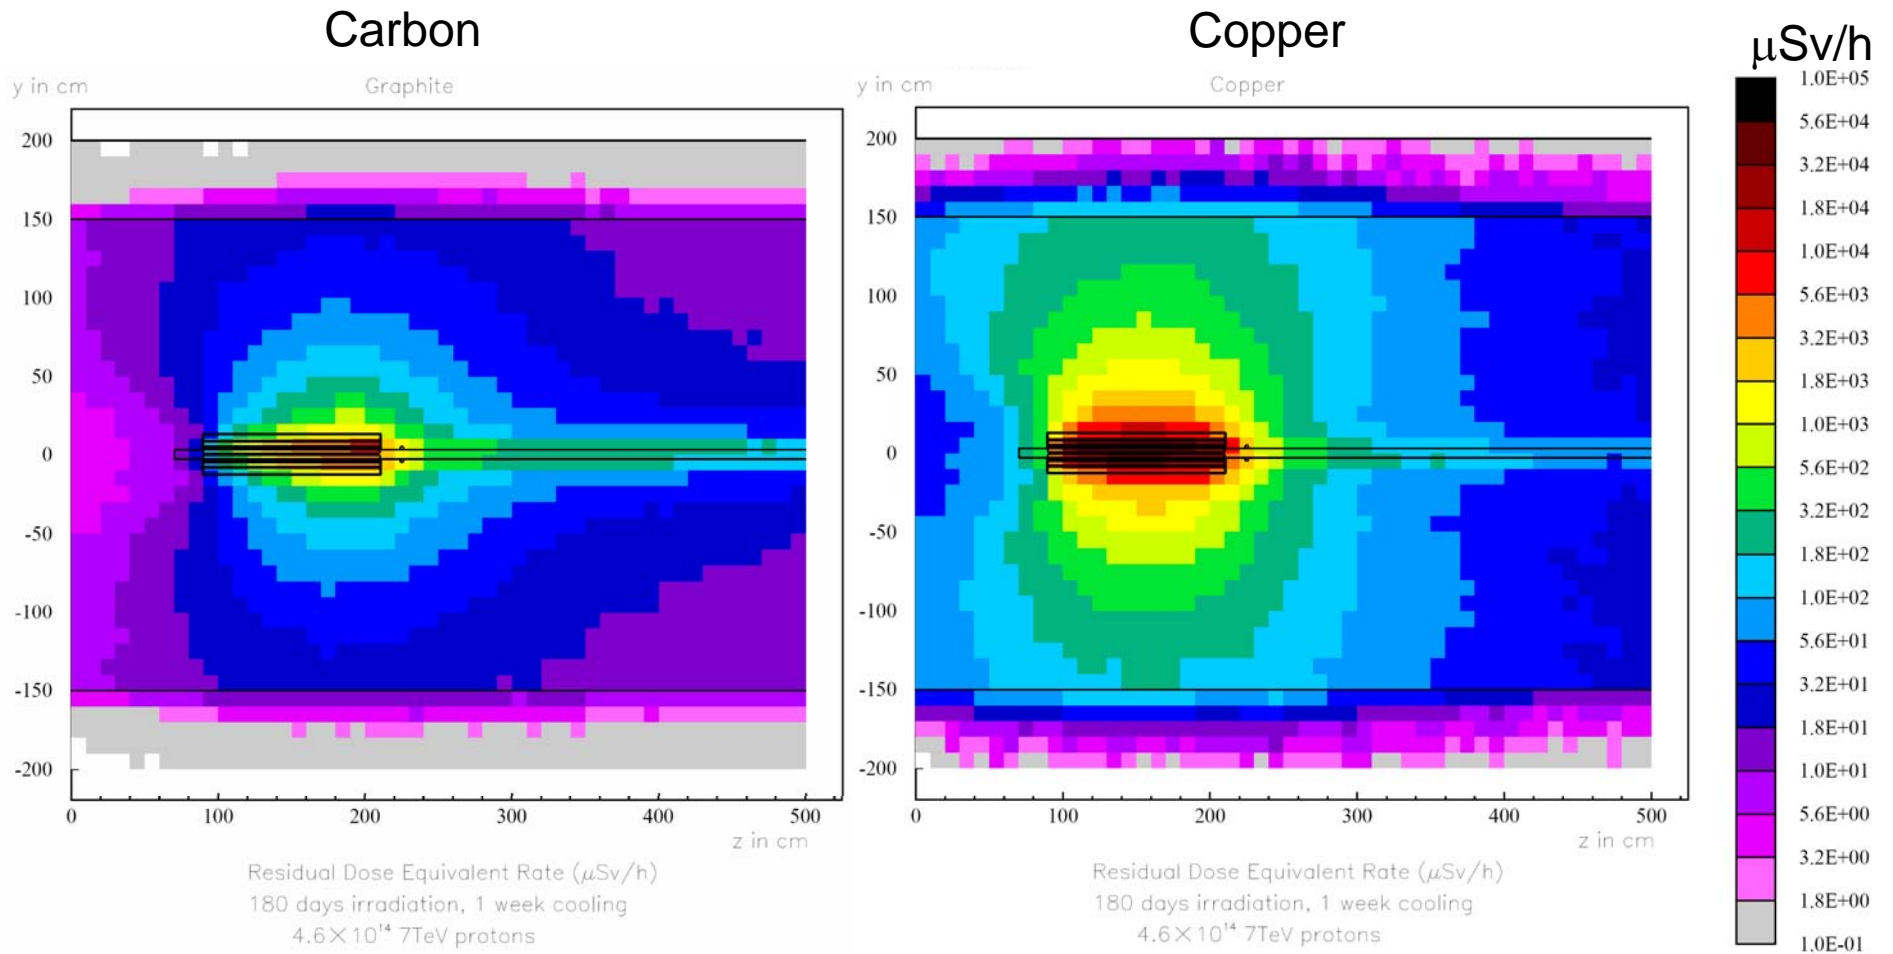 Carbon
Copper
μSv/h
y in cm
Graphite
200
150
100
50
0
-50
-100
-150
-200
0
100
200
300
400
500
z in cm
Residual Dose Equivalent Rate (μSv/h)
180 days irradiation, 1 week cooling
4.6×10¹⁴ 7TeV protons
y in cm
Copper
200
150
100
50
0
-50
-100
-150
-200
0
100
200
300
400
500
z in cm
Residual Dose Equivalent Rate (μSv/h)
180 days irradiation, 1 week cooling
4.6×10¹⁴ 7TeV protons
1.0E+05
5.6E+04
3.2E+04
1.8E+04
1.0E+04
5.6E+03
3.2E+03
1.8E+03
1.0E+03
5.6E+02
3.2E+02
1.8E+02
1.0E+02
5.6E+01
3.2E+01
1.8E+01
1.0E+01
5.6E+00
3.2E+00
1.8E+00
1.0E-01